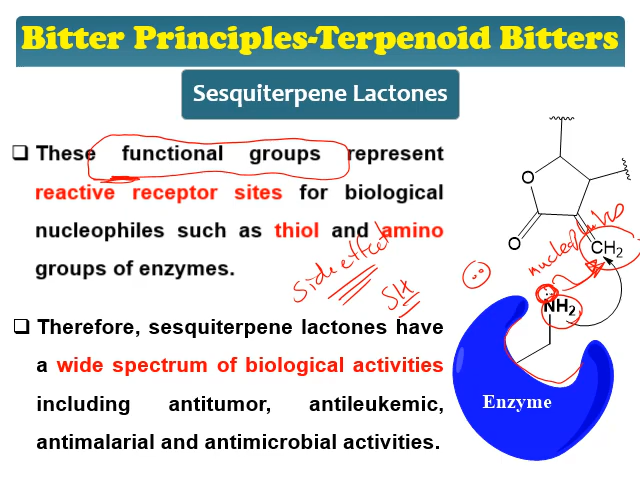 Bitter Principles-Terpenoid Bitters
Sesquiterpene Lactones
These functional groups represent
reactive receptor sites for biological
nucleophiles such as thiol and amino
groups of enzymes.
Therefore, sesquiterpene lactones have
a wide spectrum of biological activities
including antitumor, antileukemic,
antimalarial and antimicrobial activities.
side effect
SH
O
O
CH2
NH2
Enzyme